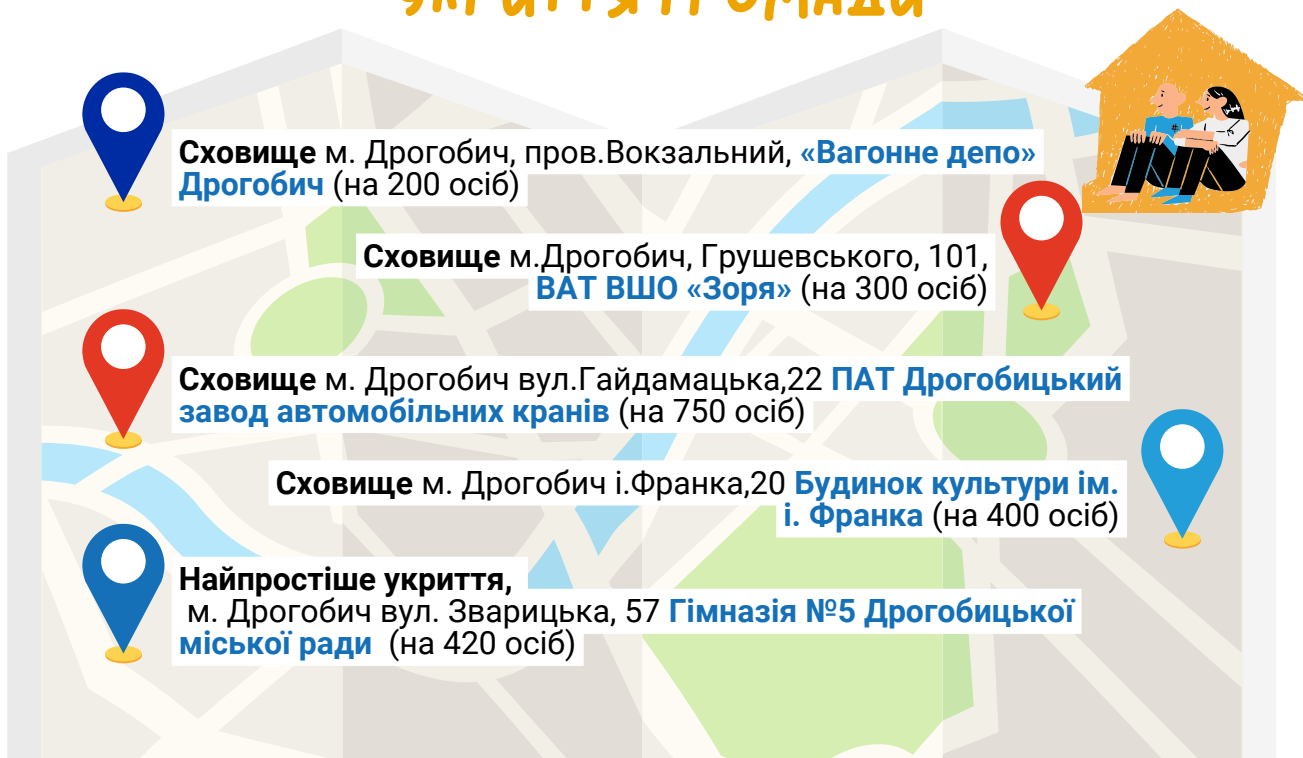 УКРИТТЯ ГРОМАДИ
Сховище м. Дрогобич, пров.Вокзальний, «Вагонне депо»
Дрогобич (на 200 осіб)
Сховище м.Дрогобич, Грушевського, 101,
ВАТ ВШО «Зоря» (на 300 осіб)
Сховище м. Дрогобич вул.Гайдамацька,22 ПАТ Дрогобицький
завод автомобільних кранів (на 750 осіб)
Сховище м. Дрогобич і.Франка,20 Будинок культури ім.
і. Франка (на 400 осіб)
Найпростіше укриття,
м. Дрогобич вул. Зварицька, 57 Гімназія №5 Дрогобицької
міської ради (на 420 осіб)